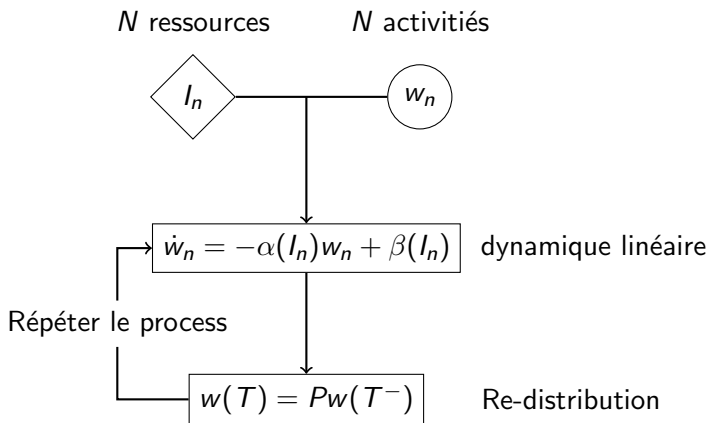 N ressources
N activitiés
I_n
w_n
ẇ_n = −α(I_n)w_n + β(I_n)
dynamique linéaire
Répéter le process
w(T) = Pw(T⁻)
Re-distribution